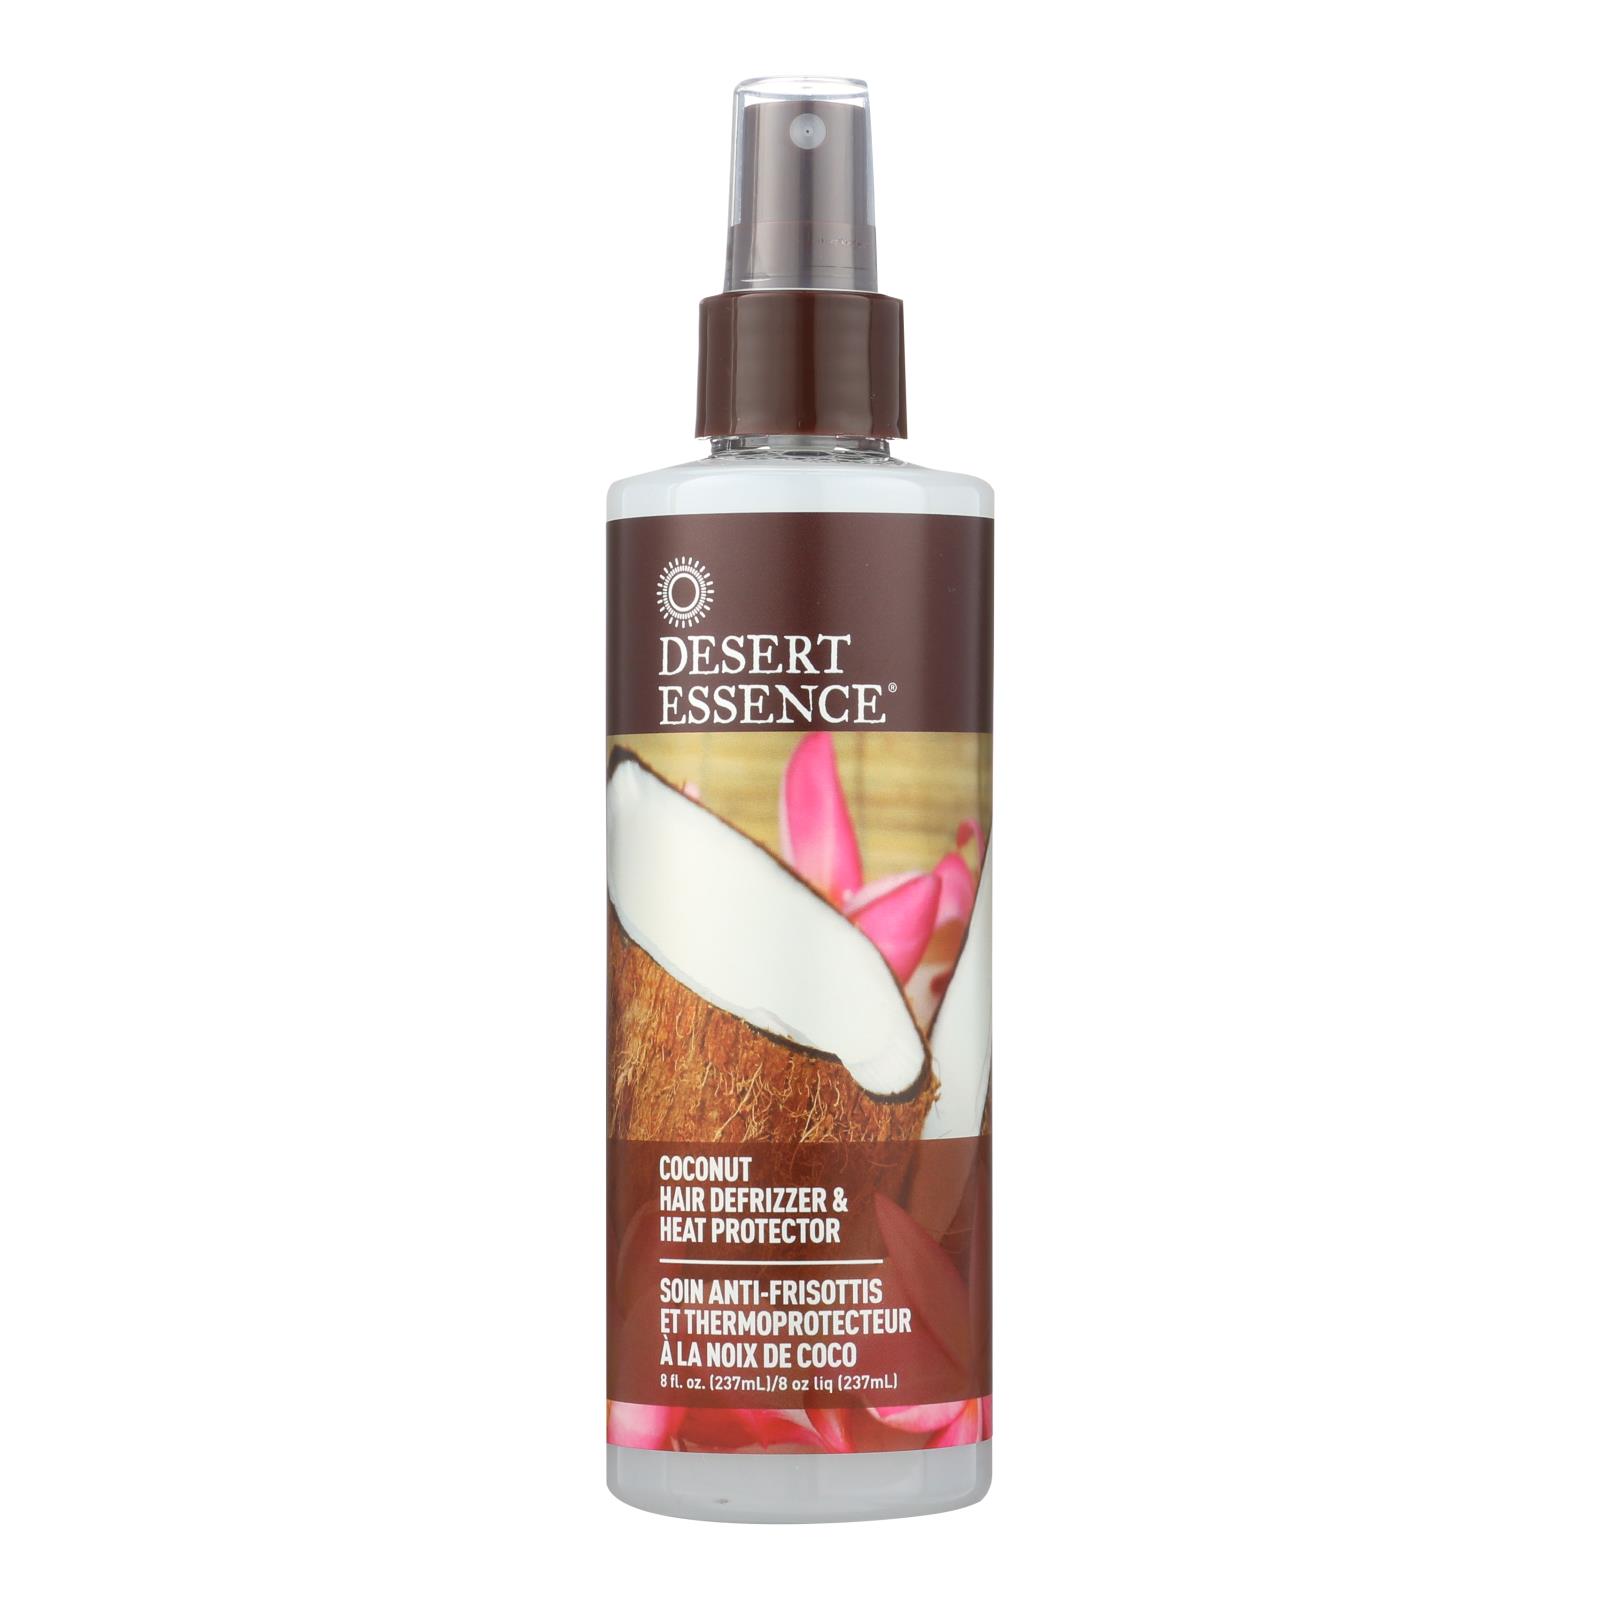 DESERT
ESSENCE®
COCONUT
HAIR DEFRIZZER &
HEAT PROTECTOR
SOIN ANTI-FRISOTTIS
ET THERMOPROTECTEUR
À LA NOIX DE COCO
8 fl. oz. (237mL)/8 oz liq (237mL)